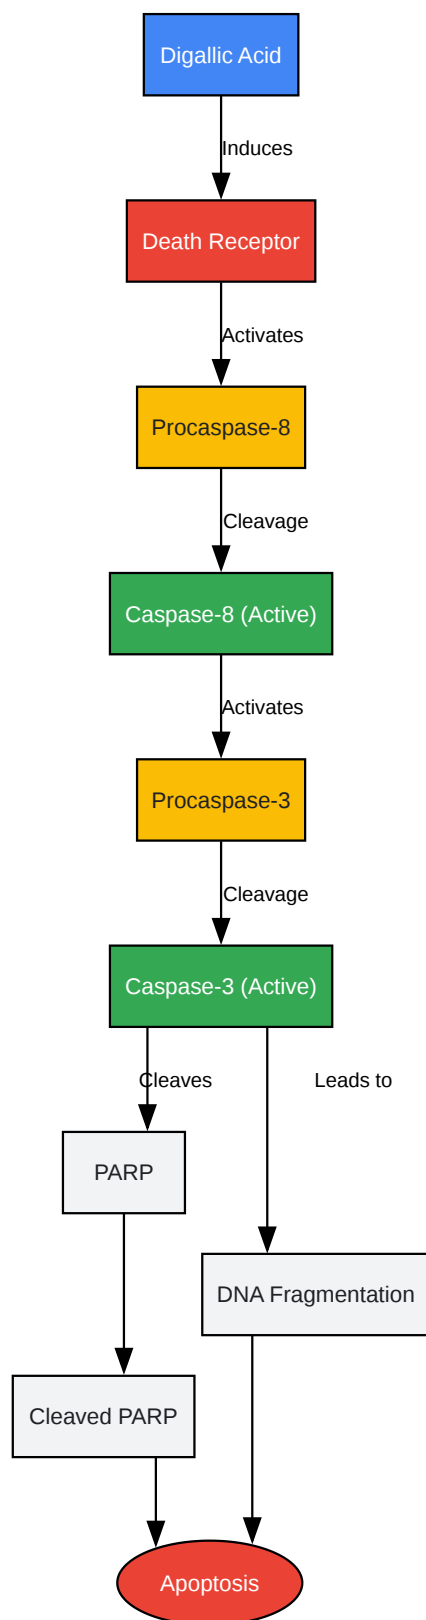 Digallic Acid
Induces
Death Receptor
Activates
Procaspase-8
Cleavage
Caspase-8 (Active)
Activates
Procaspase-3
Cleavage
Caspase-3 (Active)
Cleaves
Leads to
PARP
DNA Fragmentation
Cleaved PARP
Apoptosis